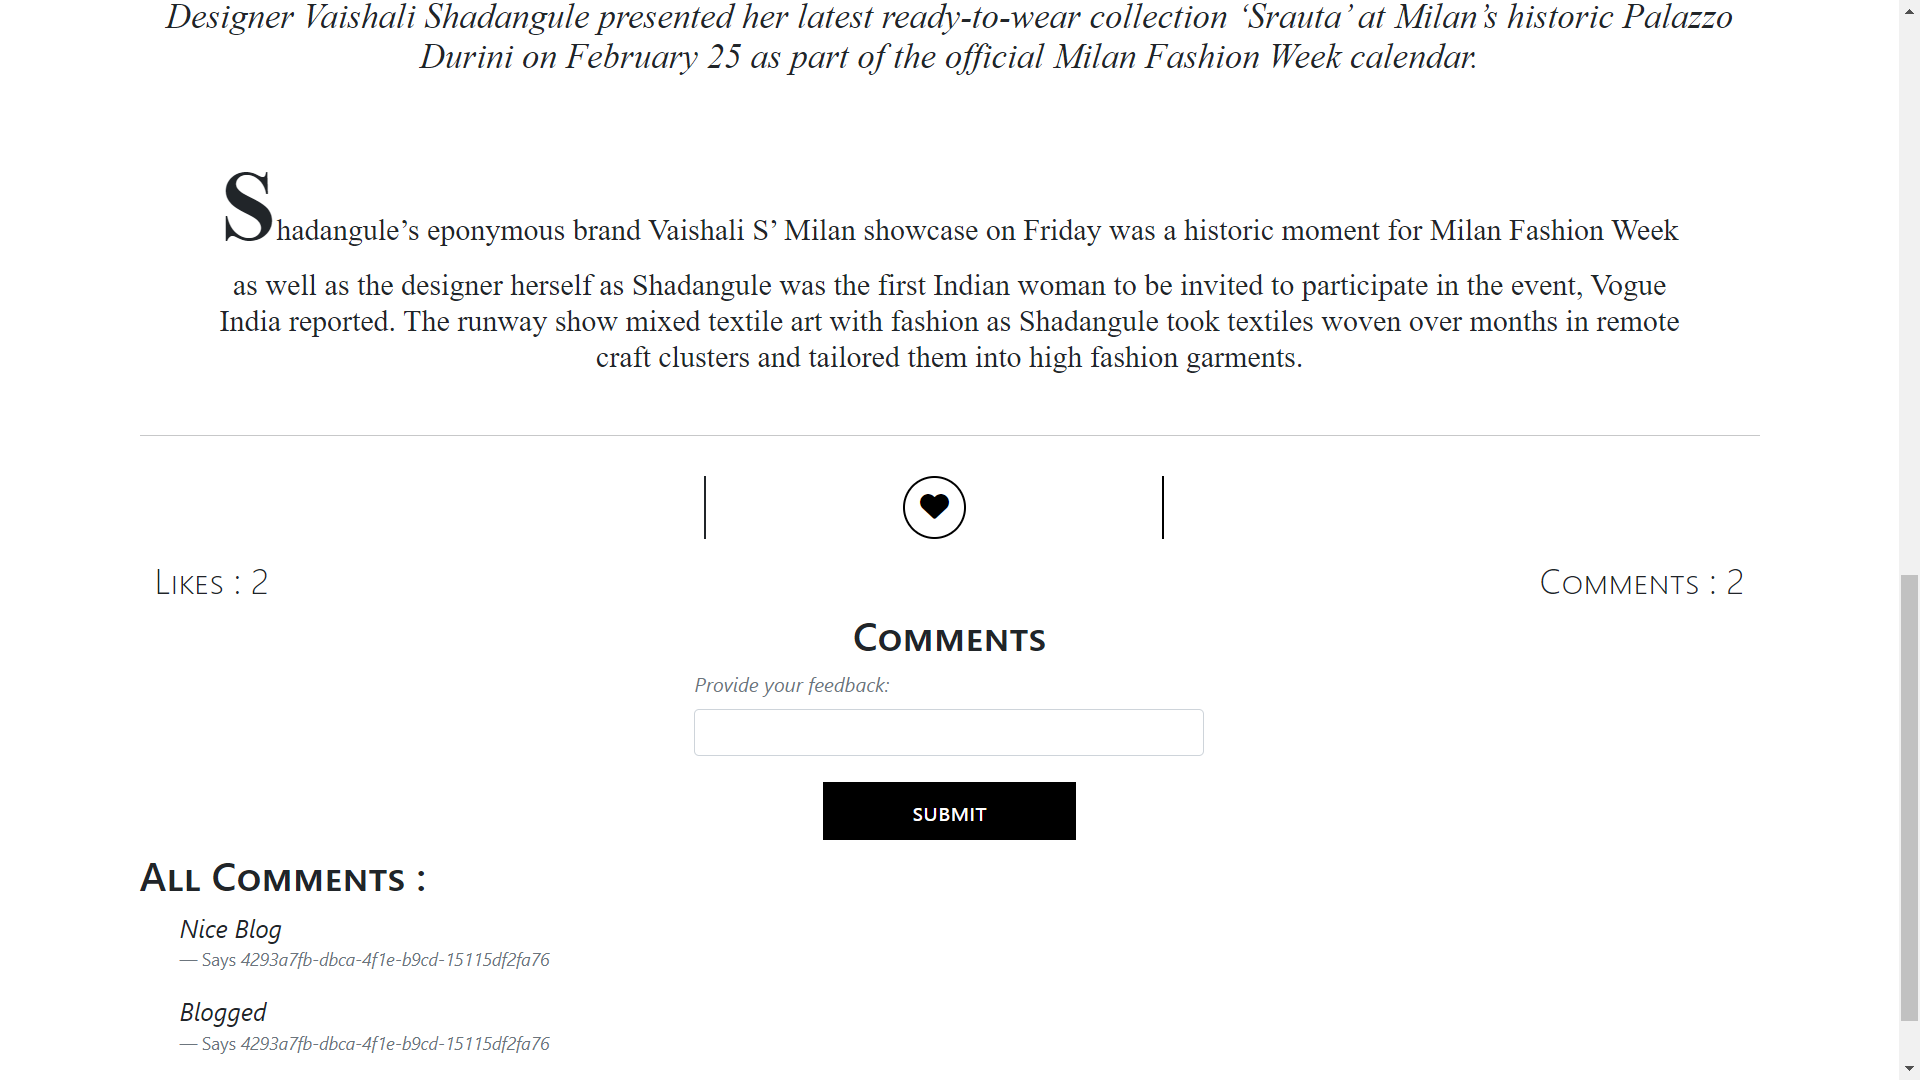 Designer Vaishali Shadangule presented her latest ready-to-wear collection ‘Srauta’ at Milan’s historic Palazzo
Durini on February 25 as part of the official Milan Fashion Week calendar.
Shadangule’s eponymous brand Vaishali S’ Milan showcase on Friday was a historic moment for Milan Fashion Week
as well as the designer herself as Shadangule was the first Indian woman to be invited to participate in the event, Vogue
India reported. The runway show mixed textile art with fashion as Shadangule took textiles woven over months in remote
craft clusters and tailored them into high fashion garments.
Likes : 2
Comments : 2
Comments
Provide your feedback:
SUBMIT
All Comments :
Nice Blog
— Says 4293a7fb-dbca-4f1e-b9cd-15115df2fa76
Blogged
— Says 4293a7fb-dbca-4f1e-b9cd-15115df2fa76